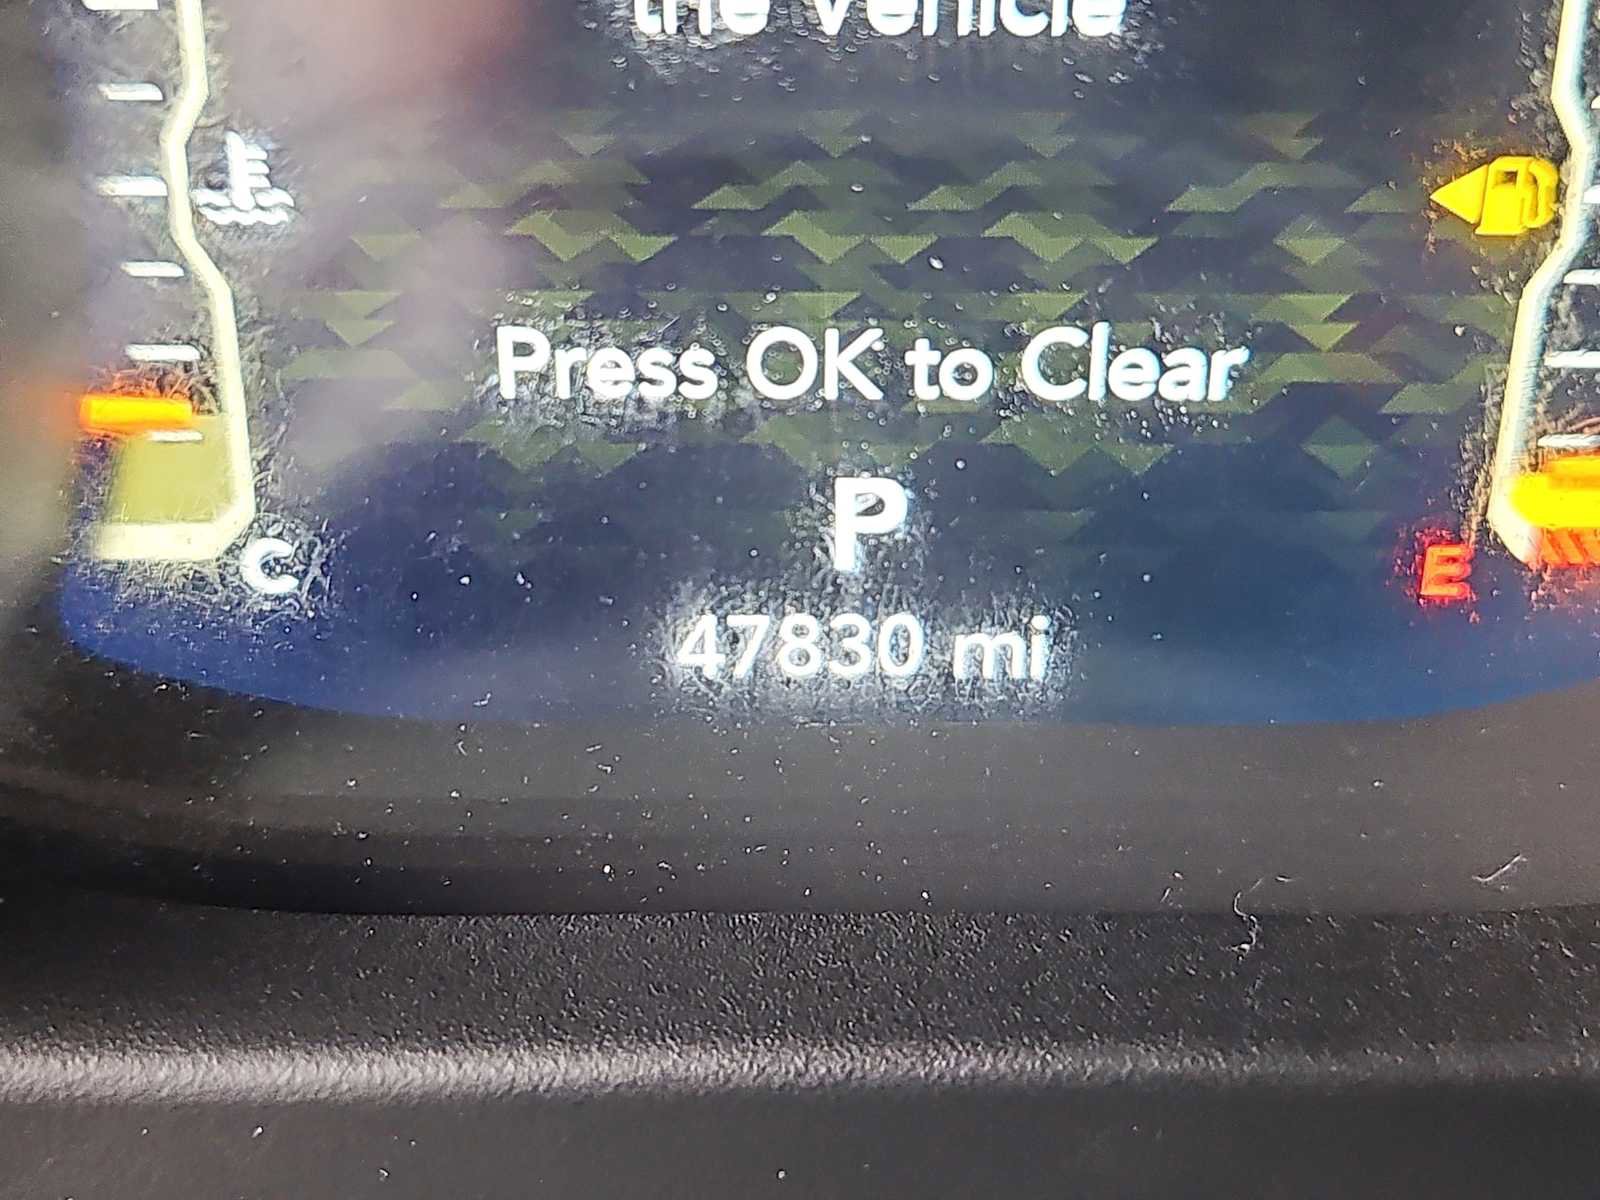 the Vehicle
Press OK to Clear
P
C
E
47830 mi